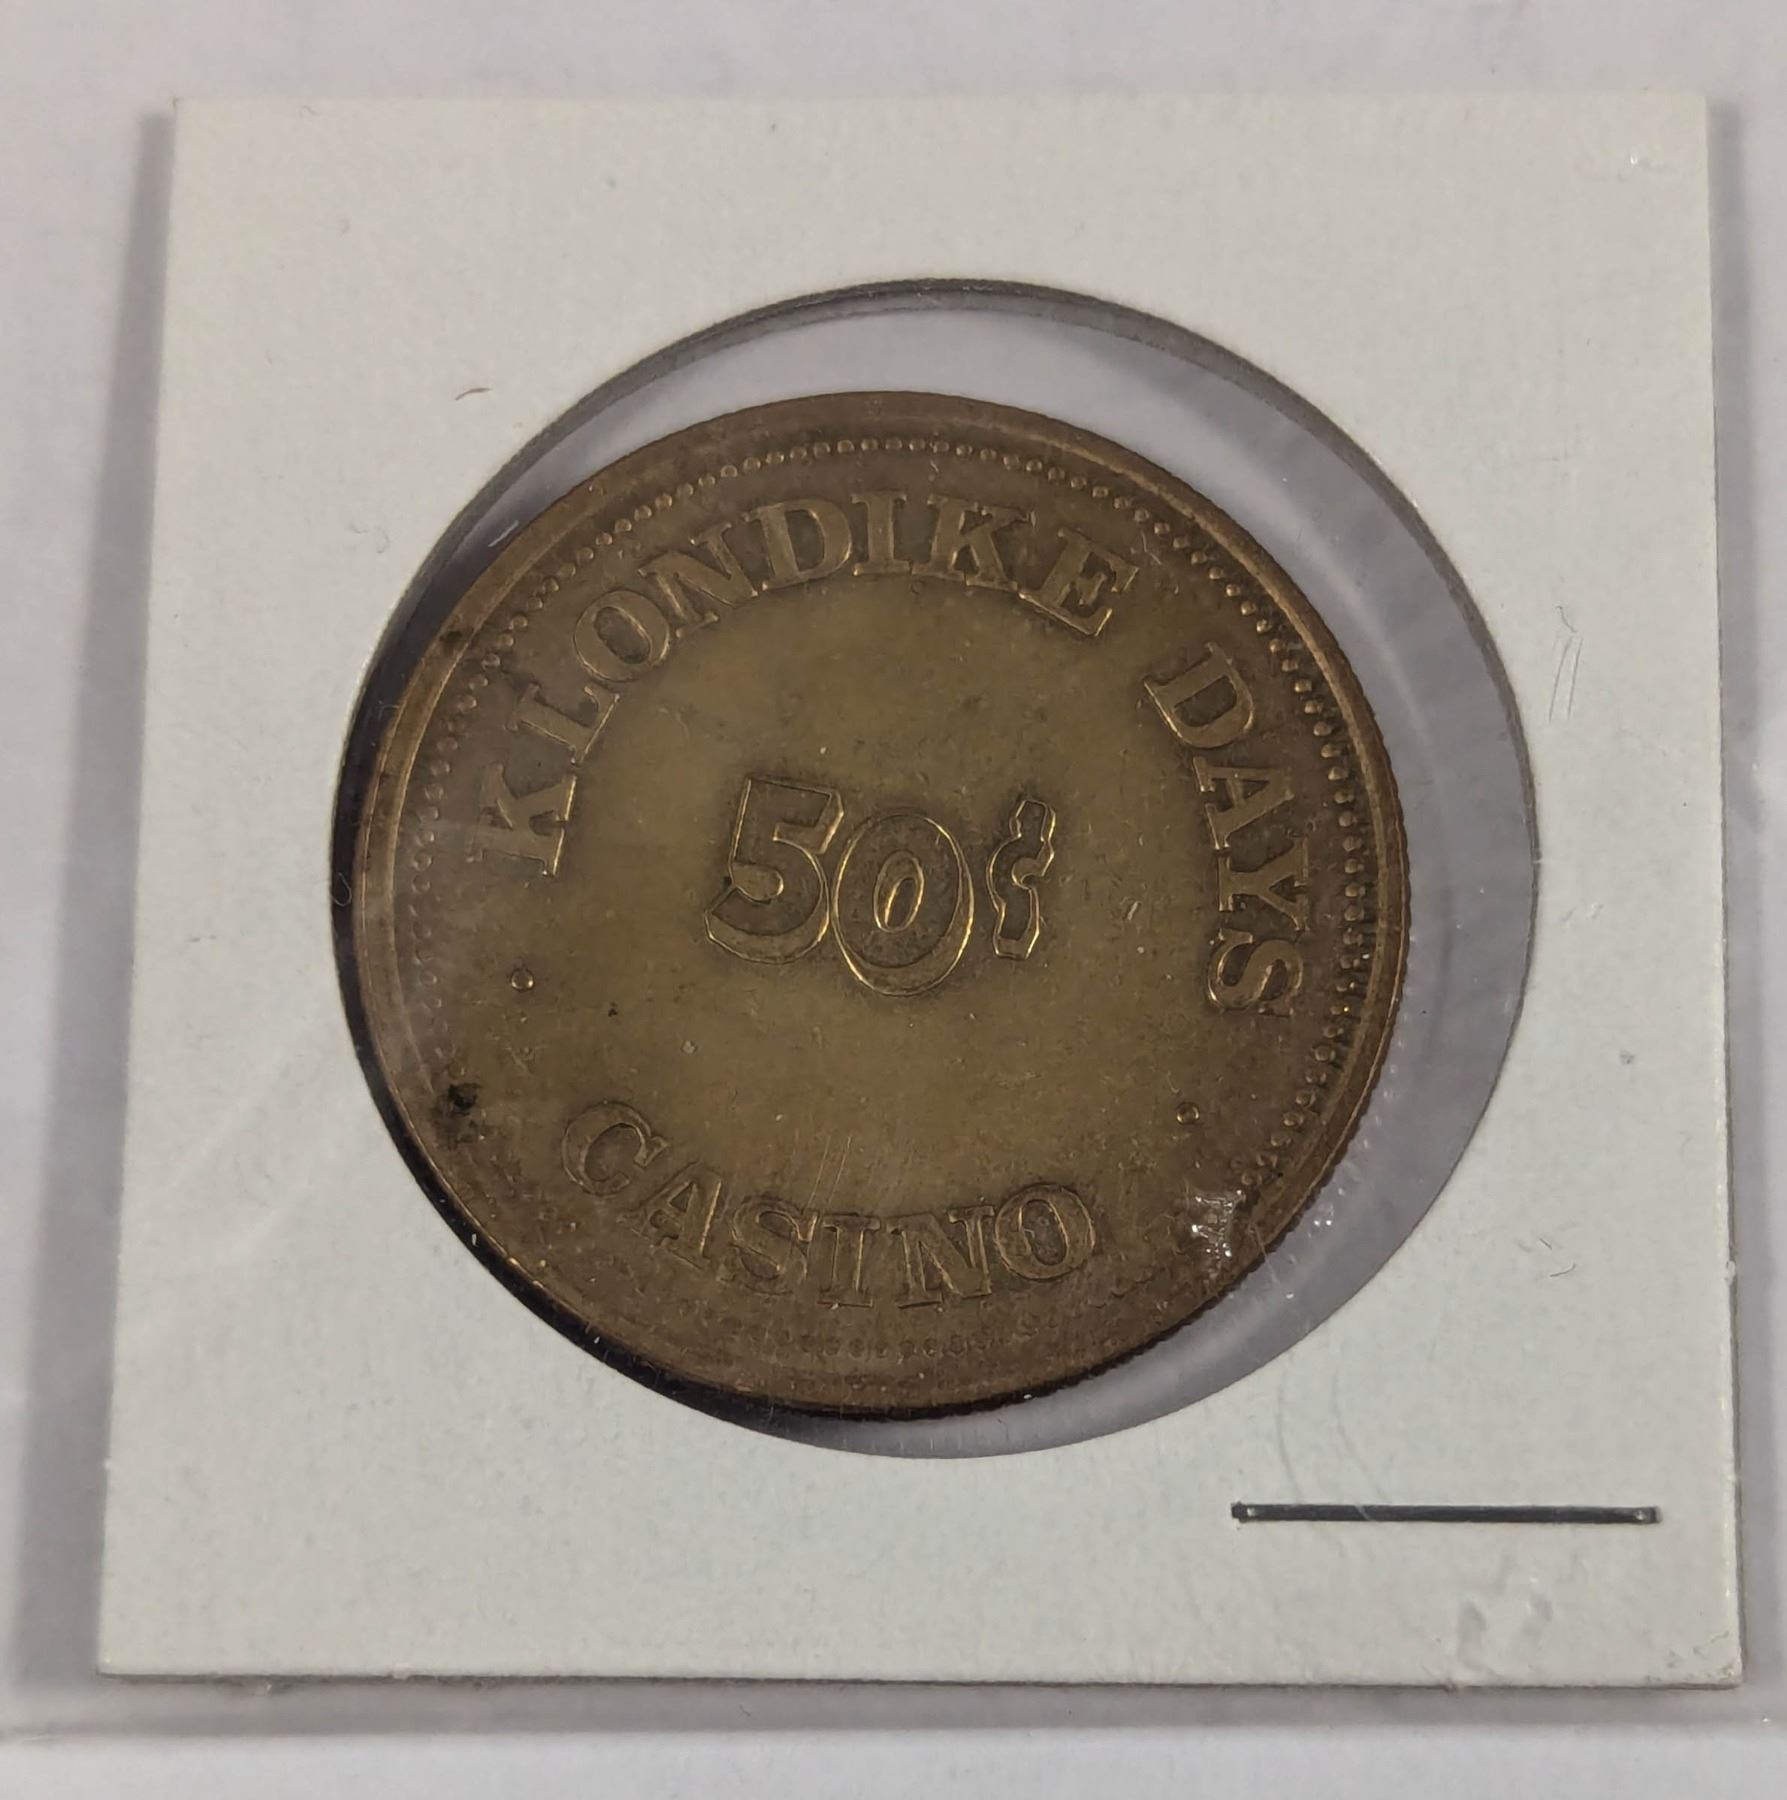 KLONDIKE DAYS
50¢
CASINO